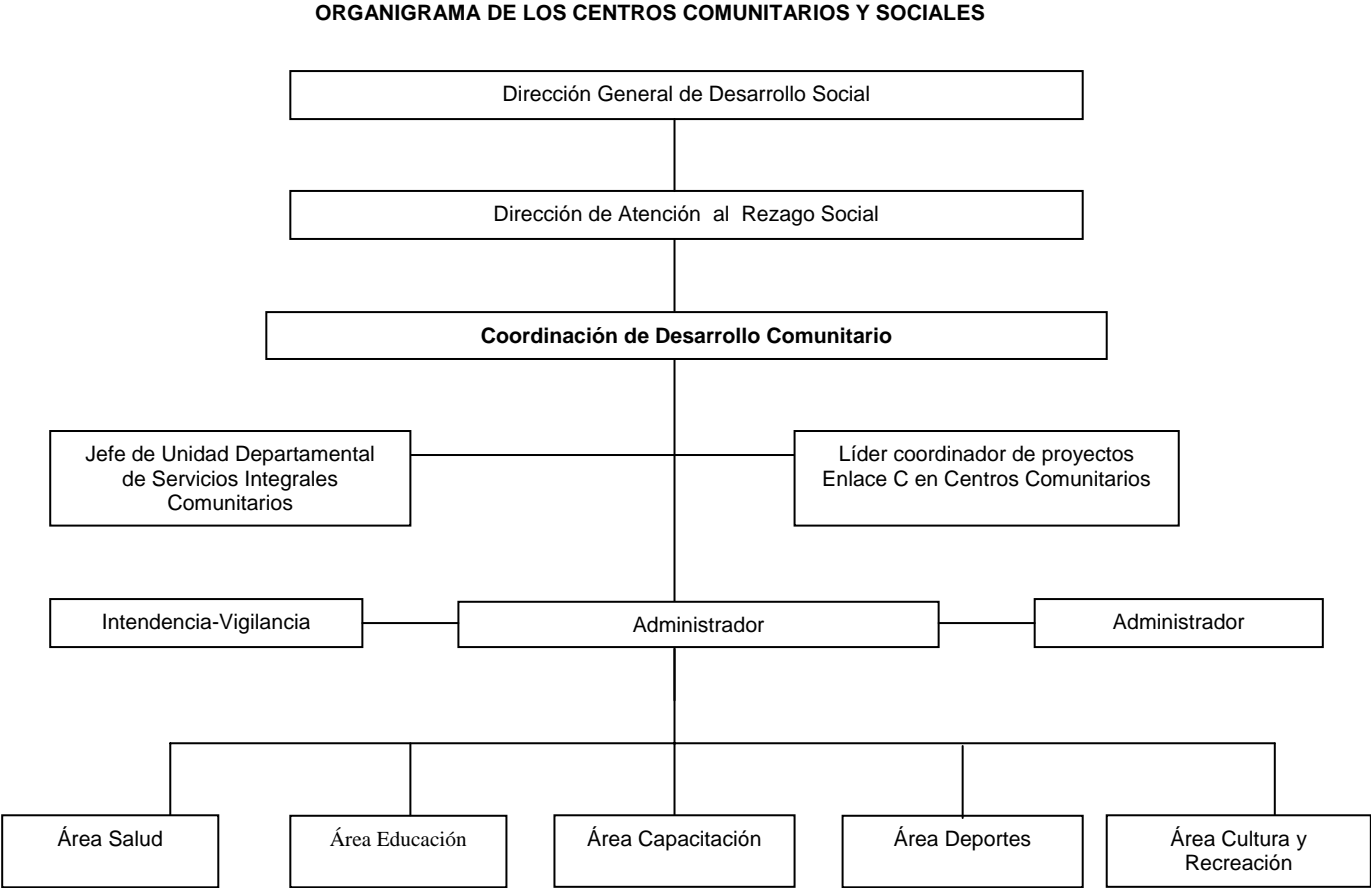 ORGANIGRAMA DE LOS CENTROS COMUNITARIOS Y SOCIALES
Dirección General de Desarrollo Social
Dirección de Atención al Rezago Social
Coordinación de Desarrollo Comunitario
Jefe de Unidad Departamental
de Servicios Integrales
Comunitarios
Líder coordinador de proyectos
Enlace C en Centros Comunitarios
Intendencia-Vigilancia
Administrador
Administrador
Área Salud
Área Educación
Área Capacitación
Área Deportes
Área Cultura y
Recreación